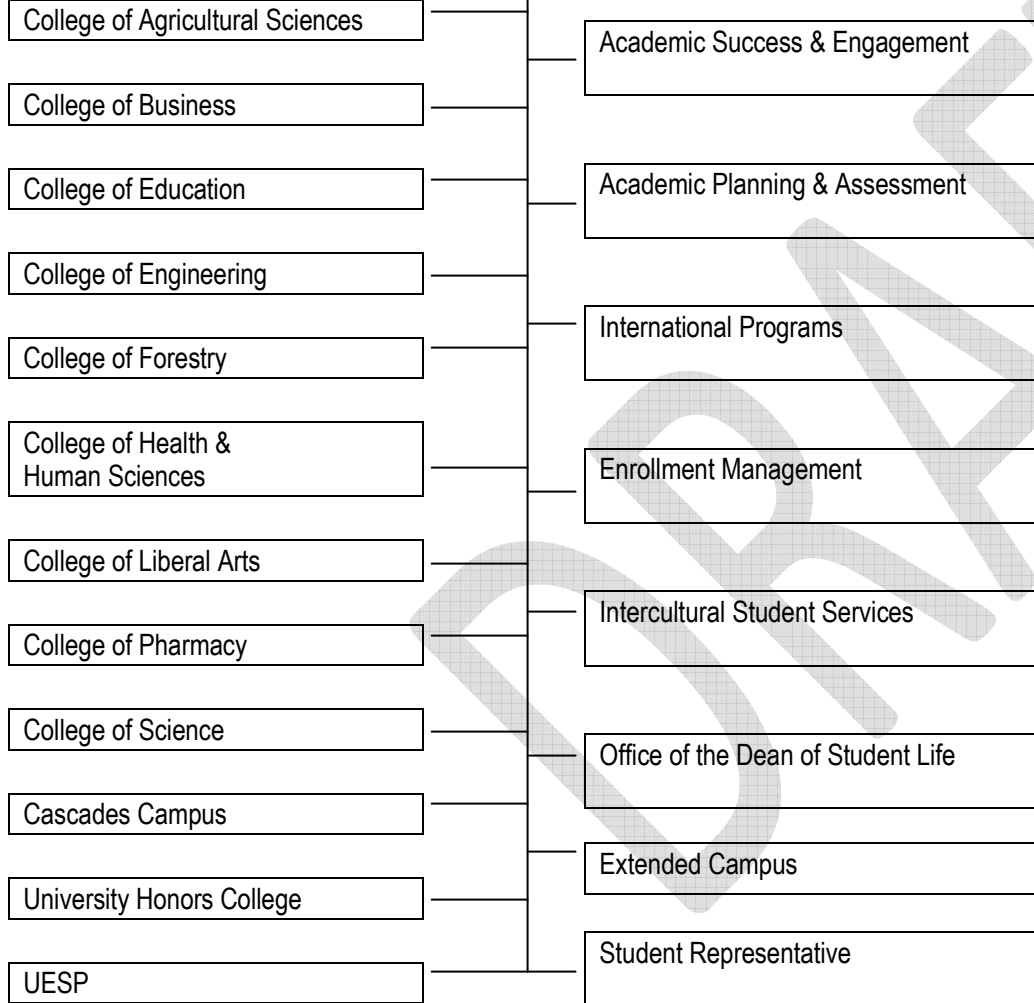 College of Agricultural Sciences
College of Business
College of Education
College of Engineering
College of Forestry
College of Health &
Human Sciences
College of Liberal Arts
College of Pharmacy
College of Science
Cascades Campus
University Honors College
UESP
Academic Success & Engagement
Academic Planning & Assessment
International Programs
Enrollment Management
Intercultural Student Services
Office of the Dean of Student Life
Extended Campus
Student Representative
DRAF